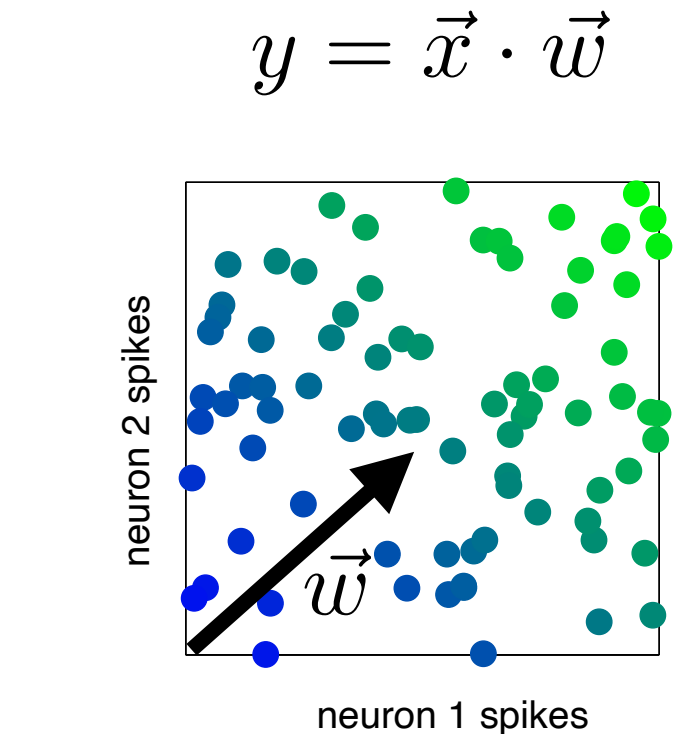 y = x⃗ · w⃗
neuron 2 spikes
w⃗
neuron 1 spikes